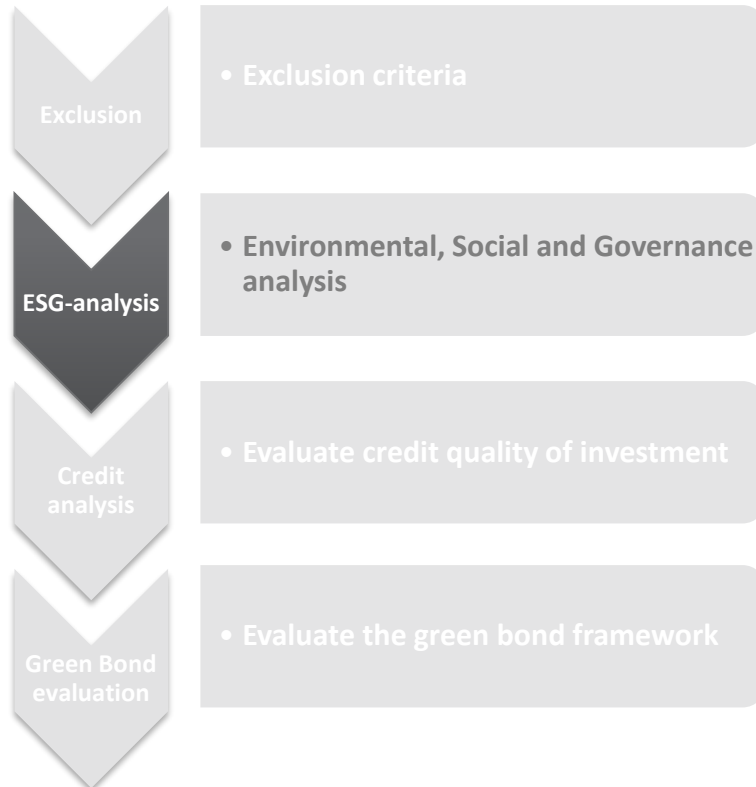 Exclusion
• Exclusion criteria
ESG-analysis
• Environmental, Social and Governance
analysis
Credit
analysis
• Evaluate credit quality of investment
Green Bond
evaluation
• Evaluate the green bond framework